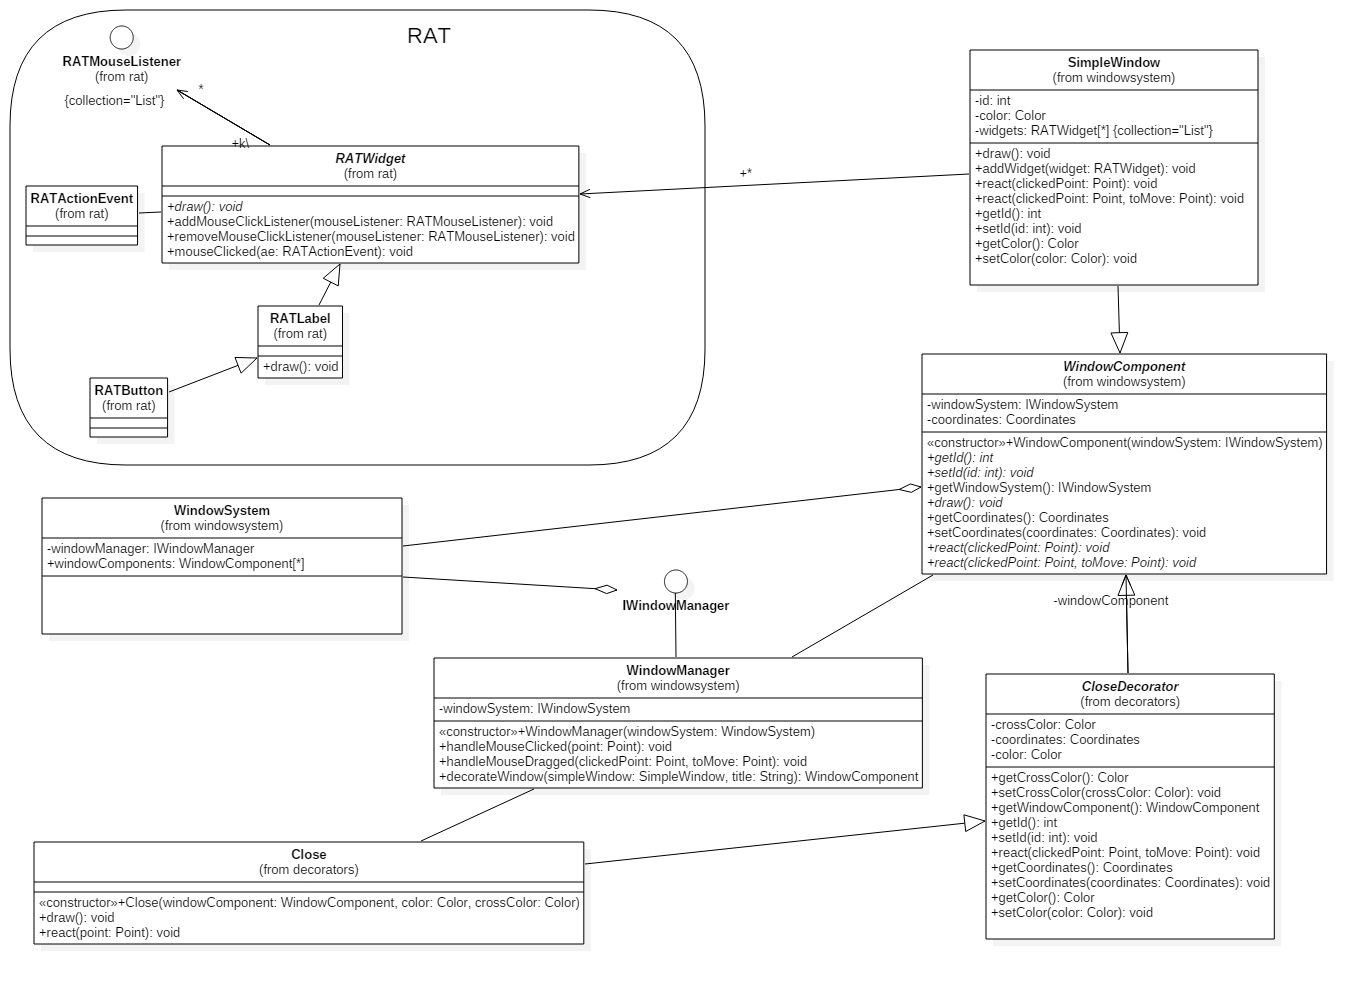 RAT
RATMouseListener
(from rat)
{collection="List"}
*
+k\
RATWidget
(from rat)
+draw(): void
+addMouseClickListener(mouseListener: RATMouseListener): void
+removeMouseClickListener(mouseListener: RATMouseListener): void
+mouseClicked(ae: RATActionEvent): void
RATActionEvent
(from rat)
RATLabel
(from rat)
+draw(): void
RATButton
(from rat)
+*
SimpleWindow
(from windowsystem)
-id: int
-color: Color
-widgets: RATWidget[*] {collection="List"}
+draw(): void
+addWidget(widget: RATWidget): void
+react(clickedPoint: Point): void
+react(clickedPoint: Point, toMove: Point): void
+getId(): int
+setId(id: int): void
+getColor(): Color
+setColor(color: Color): void
WindowComponent
(from windowsystem)
-windowSystem: IWindowSystem
-coordinates: Coordinates
«constructor»+WindowComponent(windowSystem: IWindowSystem)
+getId(): int
+setId(id: int): void
+getWindowSystem(): IWindowSystem
+draw(): void
+getCoordinates(): Coordinates
+setCoordinates(coordinates: Coordinates): void
+react(clickedPoint: Point): void
+react(clickedPoint: Point, toMove: Point): void
WindowSystem
(from windowsystem)
-windowManager: IWindowManager
+windowComponents: WindowComponent[*]
IWindowManager
-windowComponent
WindowManager
(from windowsystem)
-windowSystem: IWindowSystem
«constructor»+WindowManager(windowSystem: WindowSystem)
+handleMouseClicked(point: Point): void
+handleMouseDragged(clickedPoint: Point, toMove: Point): void
+decorateWindow(simpleWindow: SimpleWindow, title: String): WindowComponent
CloseDecorator
(from decorators)
-crossColor: Color
-coordinates: Coordinates
-color: Color
+getCrossColor(): Color
+setCrossColor(crossColor: Color): void
+getWindowComponent(): WindowComponent
+getId(): int
+setId(id: int): void
+react(clickedPoint: Point, toMove: Point): void
+getCoordinates(): Coordinates
+setCoordinates(coordinates: Coordinates): void
+getColor(): Color
+setColor(color: Color): void
Close
(from decorators)
«constructor»+Close(windowComponent: WindowComponent, color: Color, crossColor: Color)
+draw(): void
+react(point: Point): void